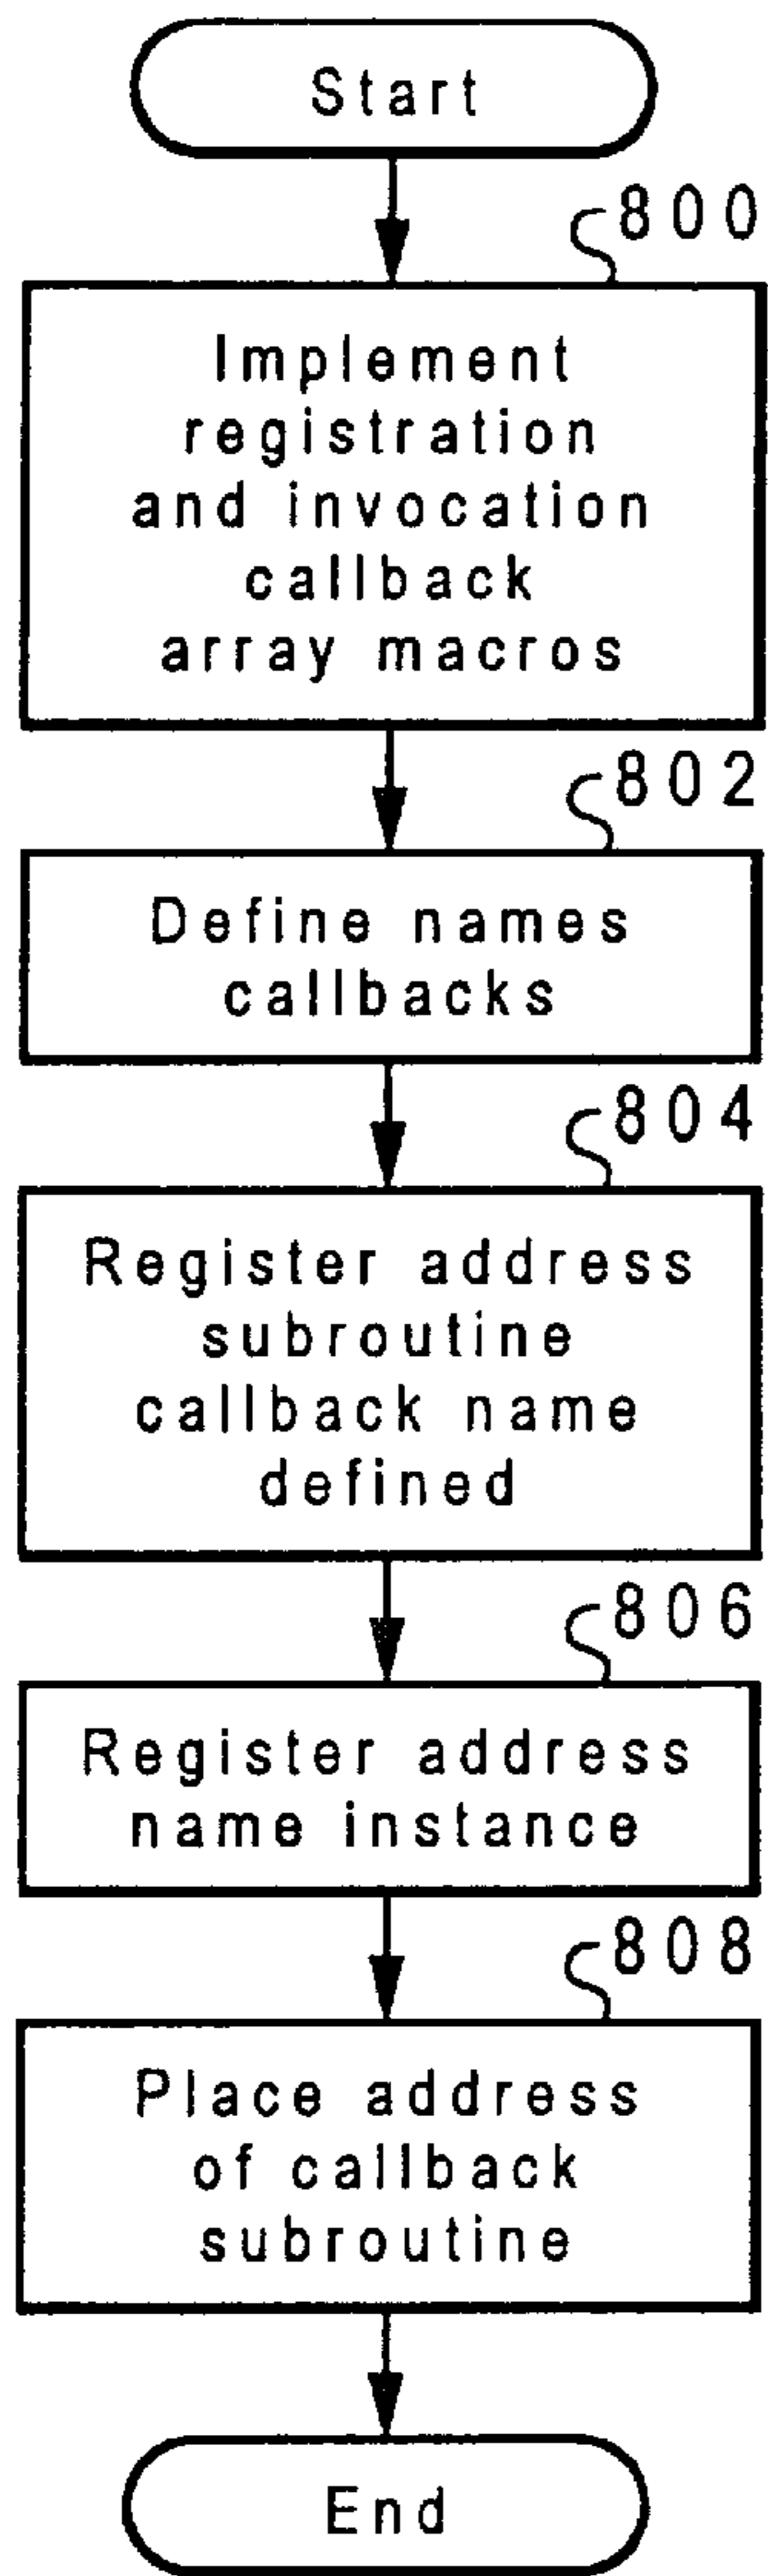 Start
800
Implement
registration
and invocation
callback
array macros
802
Define names
callbacks
804
Register address
subroutine
callback name
defined
806
Register address
name instance
808
Place address
of callback
subroutine
End